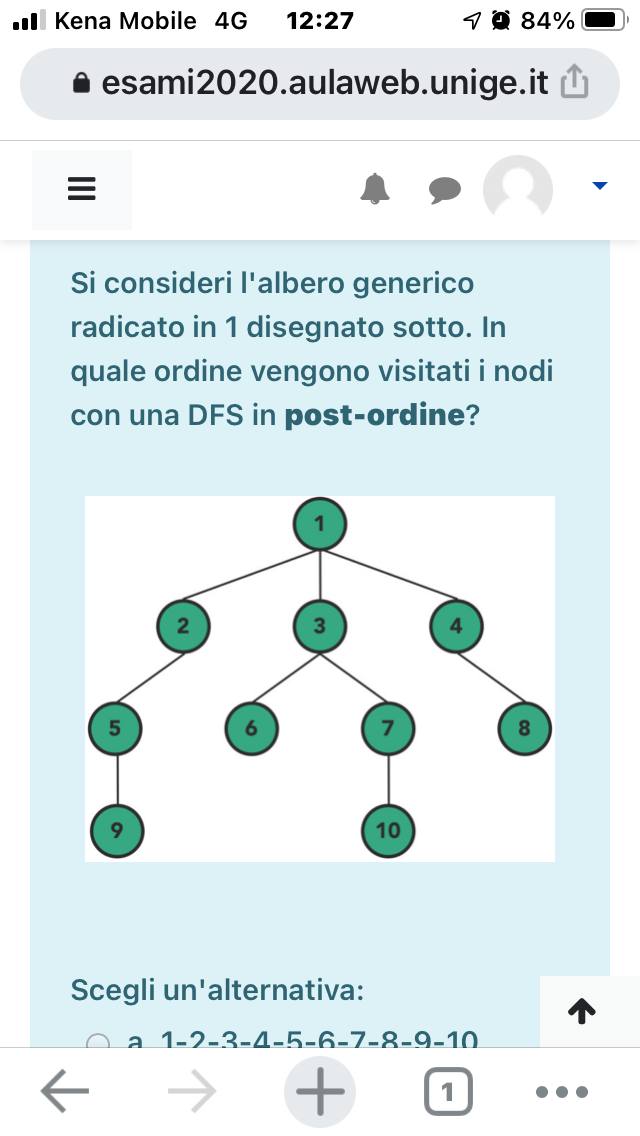 Kena Mobile 4G 12:27 84%
esami2020.aulaweb.unige.it
Si consideri l'albero generico
radicato in 1 disegnato sotto. In
quale ordine vengono visitati i nodi
con una DFS in post-ordine?
1
2 3 4
5 6 7 8
9 10
Scegli un'alternativa:
a. 1-2-3-4-5-6-7-8-9-10
1